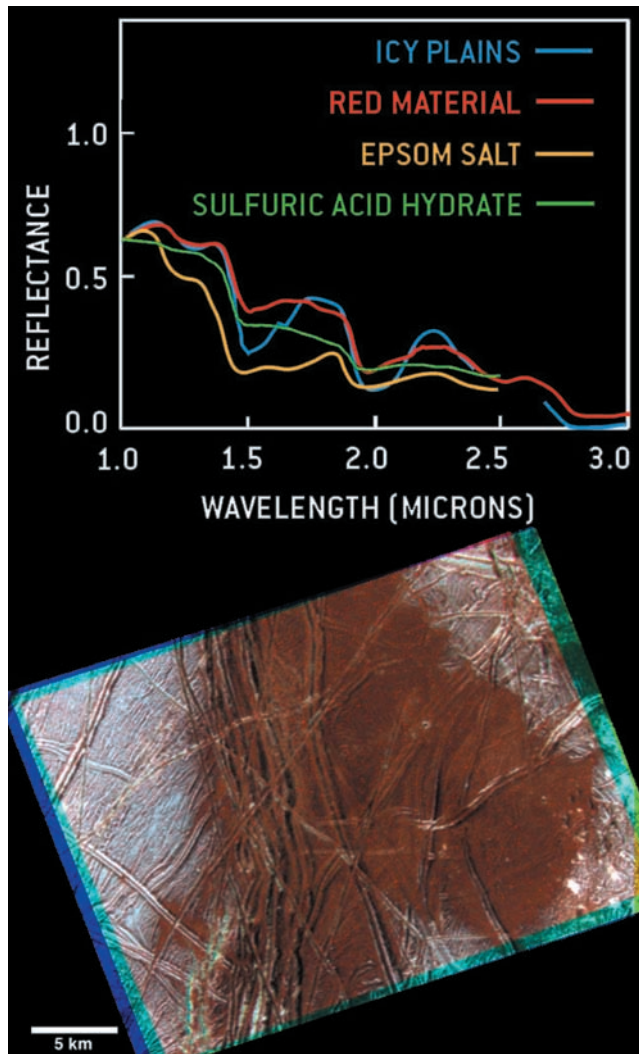 ICY PLAINS
RED MATERIAL
EPSOM SALT
SULFURIC ACID HYDRATE
REFLECTANCE
1.0
0.5
0.0
1.0 1.5 2.0 2.5 3.0
WAVELENGTH (MICRONS)
5 km